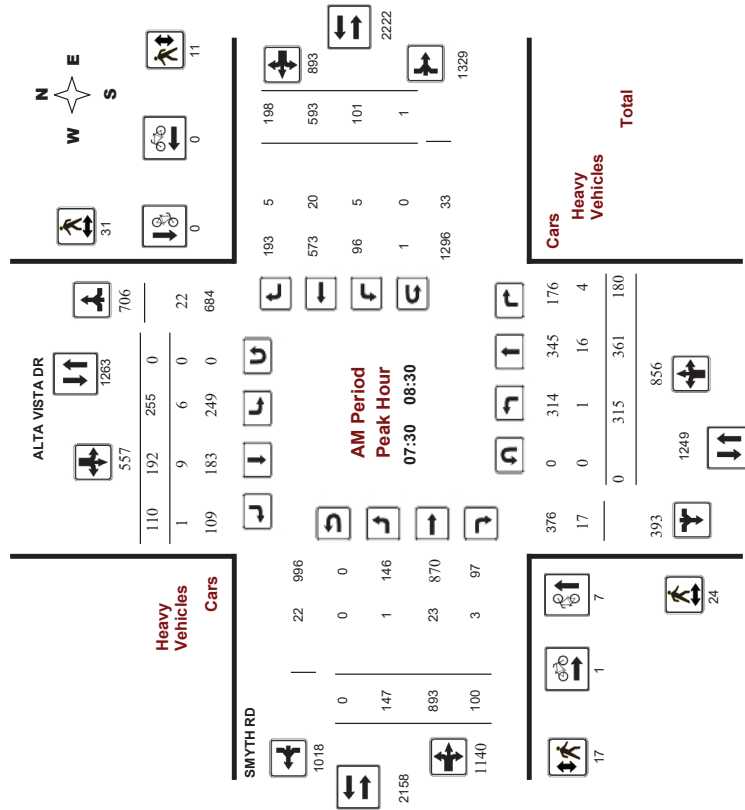 ALTA VISTA DR
N
W E
S
31
0
0
11
557
1263
706
110 192 255 0
1 9 6 0 22
109 183 249 0 684
Heavy
Vehicles
Cars
SMYTH RD
1018
22 996
0 0 0
147 1 146
893 23 870
100 3 97
2158
1140
AM Period
Peak Hour
07:30 08:30
193 5 198
573 20 593
96 5 101
1 0 1
1296 33
893
2222
1329
Cars
Heavy
Vehicles
Total
376 0 314 345 176
17 0 1 16 4
0 315 361 180
393
1249
856
17
1
7
24